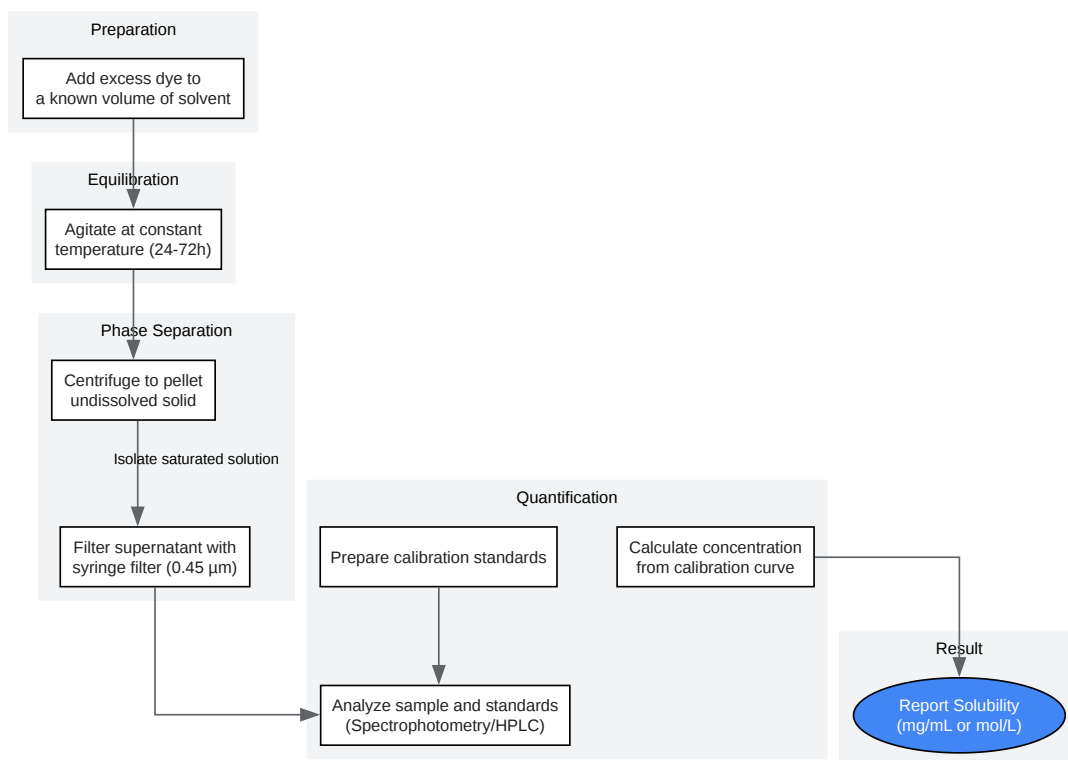 Preparation
Add excess dye to
a known volume of solvent
Equilibration
Agitate at constant
temperature (24-72h)
Phase Separation
Centrifuge to pellet
undissolved solid
Isolate saturated solution
Filter supernatant with
syringe filter (0.45 µm)
Quantification
Prepare calibration standards
Calculate concentration
from calibration curve
Analyze sample and standards
(Spectrophotometry/HPLC)
Result
Report Solubility
(mg/mL or mol/L)